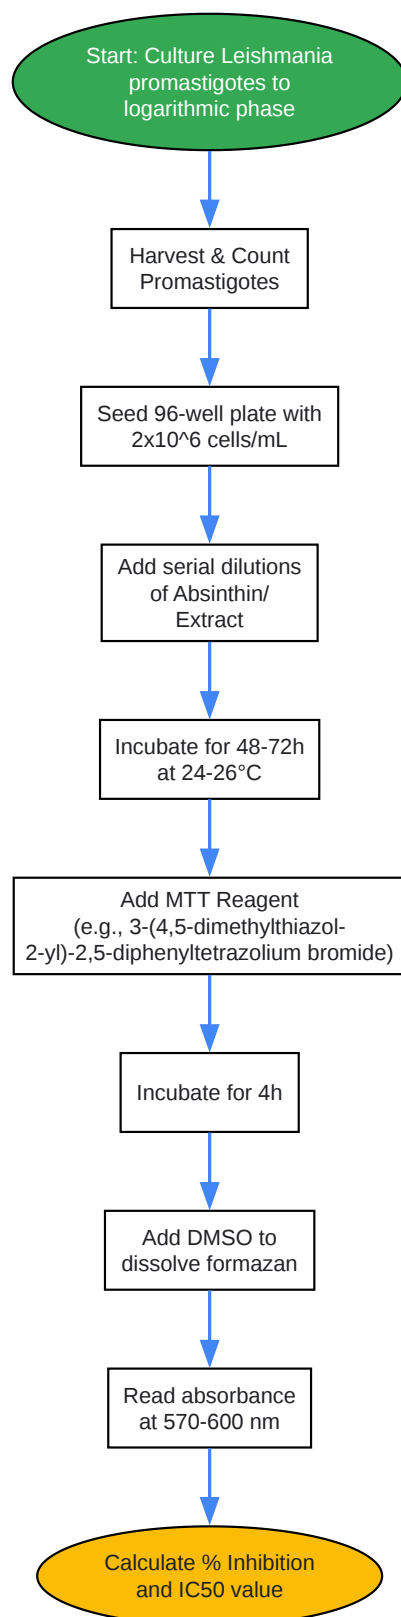 Start: Culture Leishmania
promastigotes to
logarithmic phase
Harvest & Count
Promastigotes
Seed 96-well plate with
2x10^6 cells/mL
Add serial dilutions
of Absinthin/
Extract
Incubate for 48-72h
at 24-26°C
Add MTT Reagent
(e.g., 3-(4,5-dimethylthiazol-
2-yl)-2,5-diphenyltetrazolium bromide)
Incubate for 4h
Add DMSO to
dissolve formazan
Read absorbance
at 570-600 nm
Calculate % Inhibition
and IC50 value